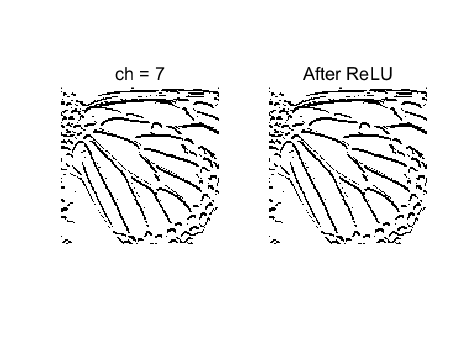 ch = 7
After ReLU